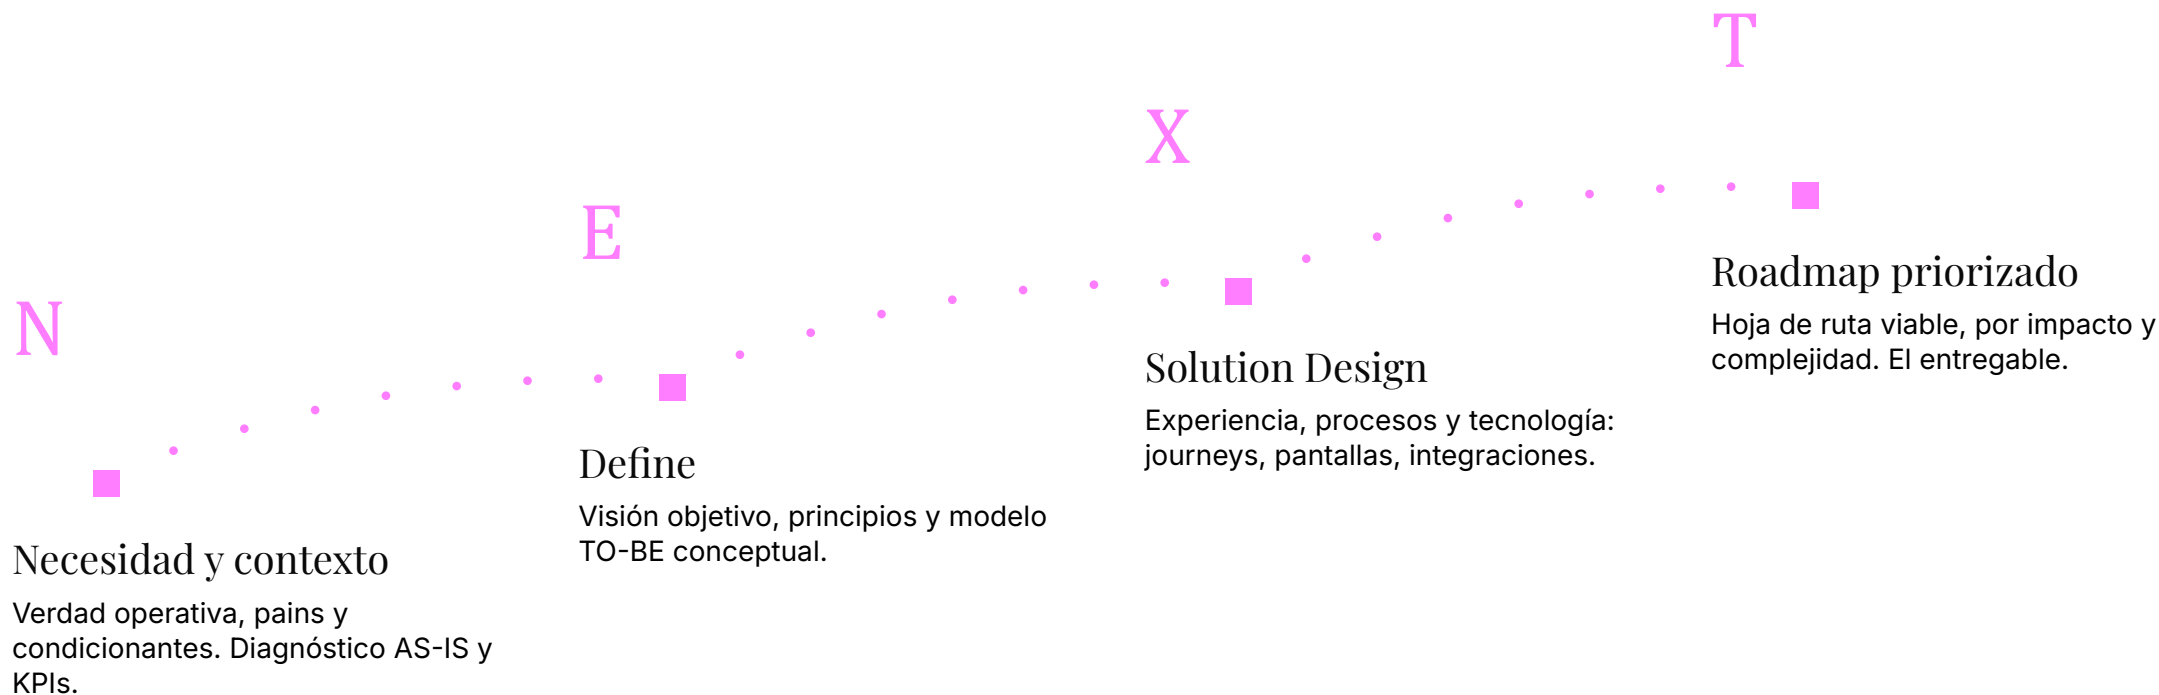 N
Necesidad y contexto
Verdad operativa, pains y
condicionantes. Diagnóstico AS-IS y
KPIs.
E
Define
Visión objetivo, principios y modelo
TO-BE conceptual.
X
Solution Design
Experiencia, procesos y tecnología:
journeys, pantallas, integraciones.
T
Roadmap priorizado
Hoja de ruta viable, por impacto y
complejidad. El entregable.